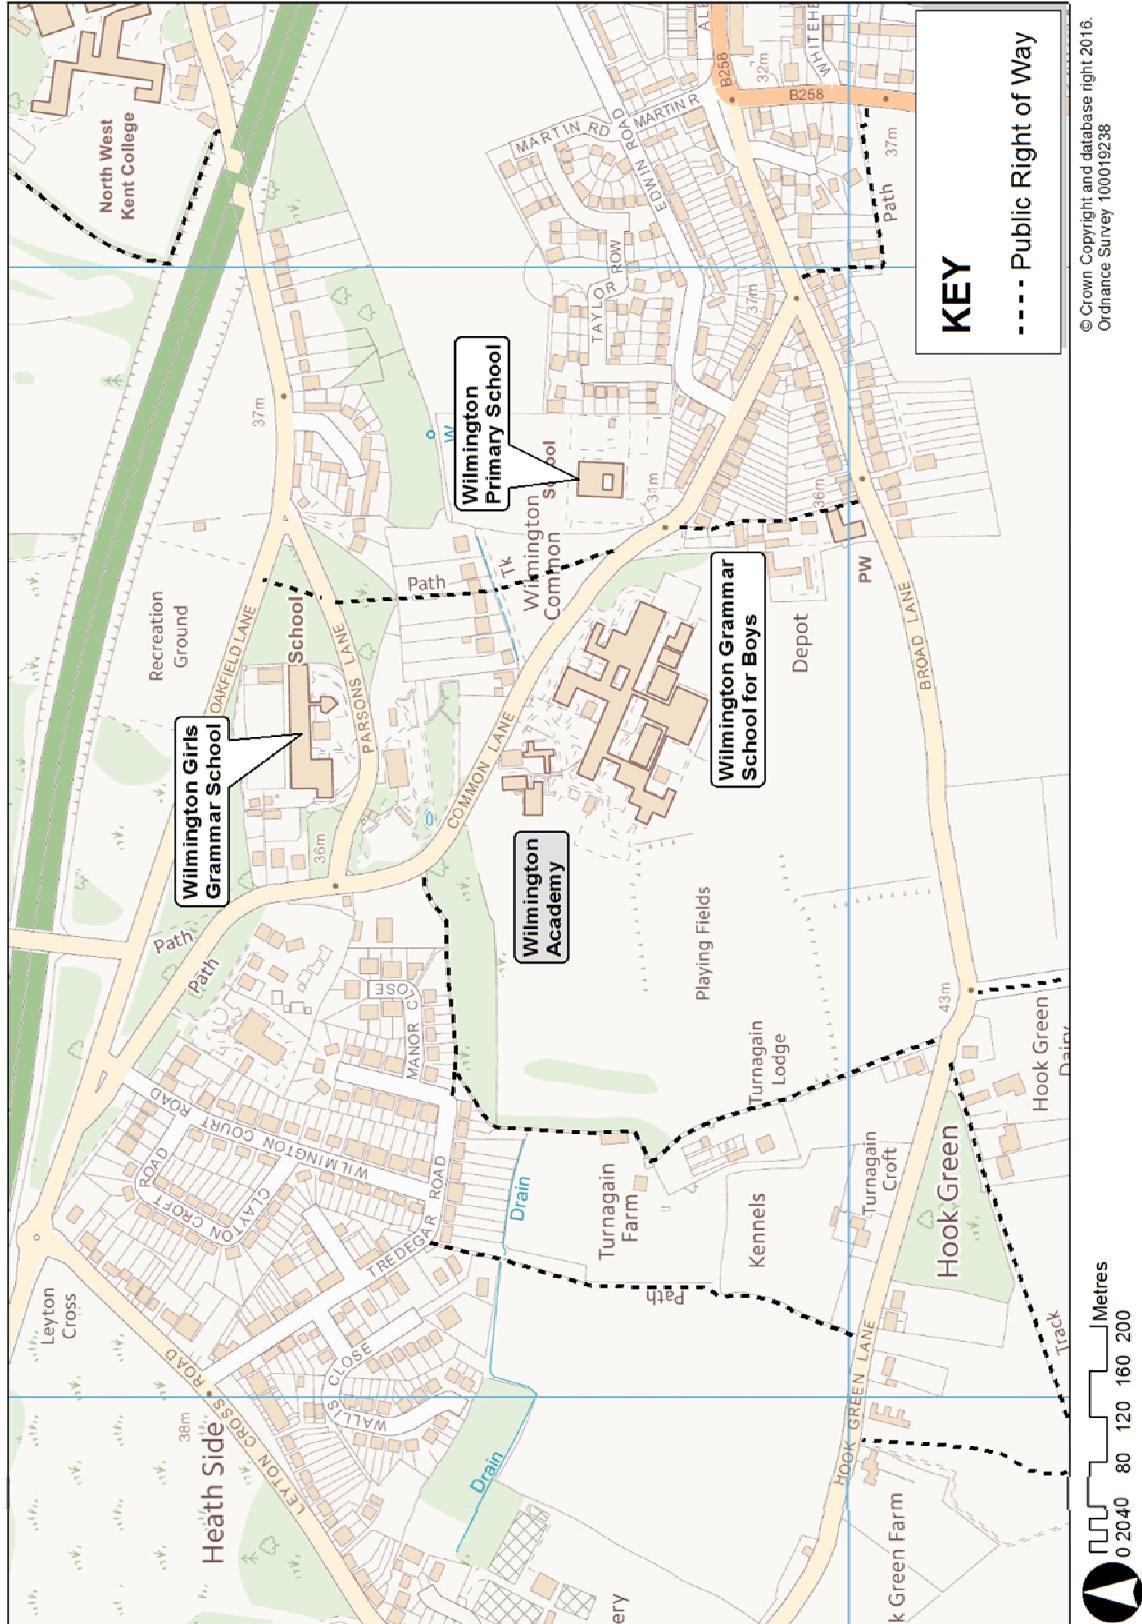 North West
Kent College
B258
ALE
WHITEHE
32m
B258
37m
MARTIN RD
EDWIN ROAD
MARTIN R
Path
TAYLOR ROW
37m
KEY
Public Right of Way
© Crown Copyright and database right 2016.
Ordnance Survey 100019238
37m
W
Wilmington
Primary School
School
31m
36m
Wilmington
Common
Tk
Path
PW
Recreation
Ground
OAKFIELD LANE
School
PARSONS LANE
Wilmington Girls
Grammar School
COMMON LANE
Wilmington Grammar
School for Boys
Depot
BROAD LANE
36m
Wilmington
Academy
Playing Fields
Path
Path
CLOSE
MANOR
43m
Turnagain
Lodge
Hook Green
Dairy
ROAD
WILMINGTON COURT
ROAD
CLAYTON CROFT
ROAD
TREDEGAR
Drain
Turnagain
Farm
Kennels
Turnagain
Croft
Hook Green
Path
Leyton
Cross
Track
HOOK GREEN LANE
CLOSE
WALLIS
LEYTON CROSS ROAD
38m
Heath Side
Drain
k Green Farm
ery
0 20 40 80 120 160 200
Metres